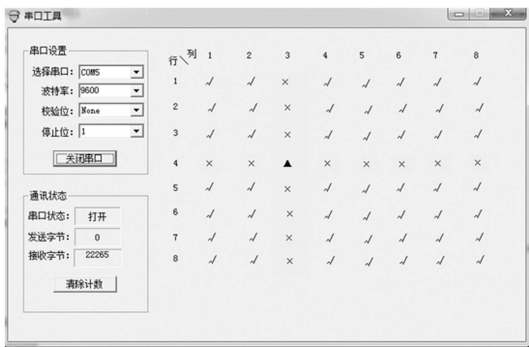 串口工具
串口设置
选择串口: COM5
波特率: 9600
校验位: None
停止位: 1
关闭串口
通讯状态
串口状态: 打开
发送字节: 0
接收字节: 22265
清除计数
行\列 1 2 3 4 5 6 7 8
1 √ √ × √ √ √ √ √
2 √ √ × √ √ √ √ √
3 √ √ × √ √ √ √ √
4 × × ▲ × × × × ×
5 √ √ × √ √ √ √ √
6 √ √ × √ √ √ √ √
7 √ √ × √ √ √ √ √
8 √ √ × √ √ √ √ √